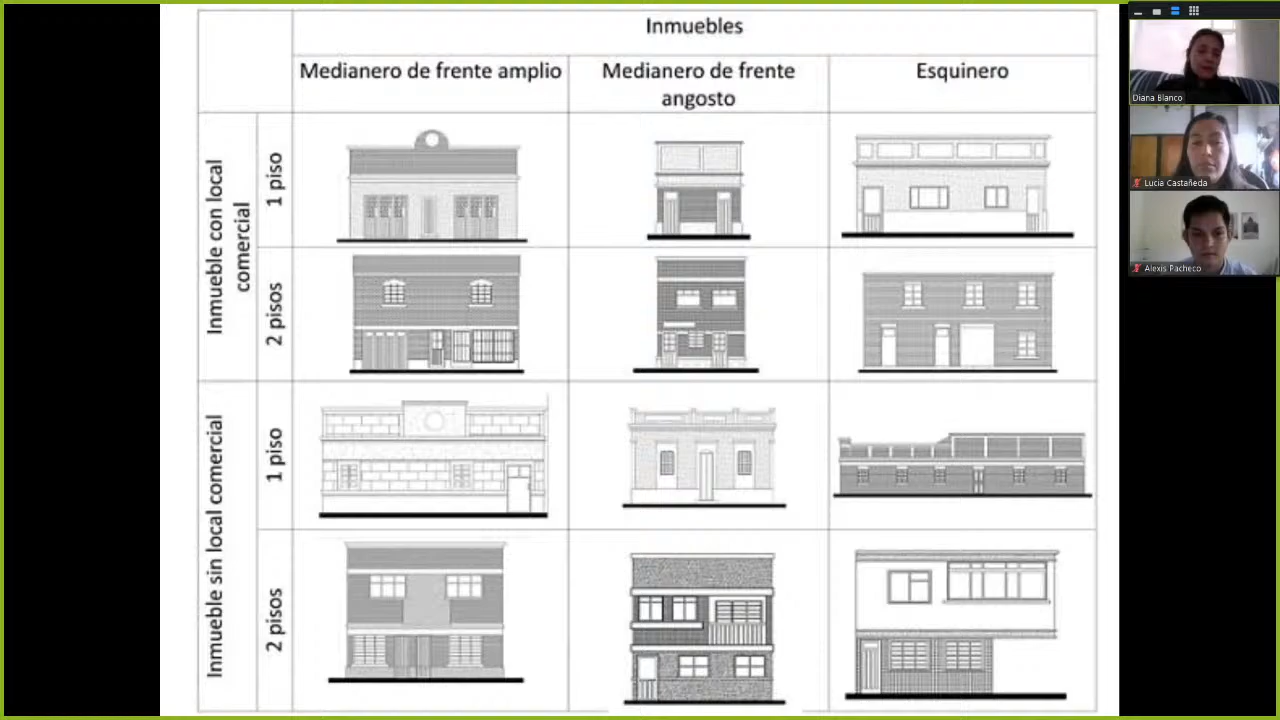 Inmuebles
Medianero de frente amplio
Medianero de frente
angosto
Esquinero
Inmueble con local
comercial
1 piso
2 pisos
Inmueble sin local comercial
1 piso
2 pisos
Diana Blanco
Lucia Castañeda
Alexis Pacheco